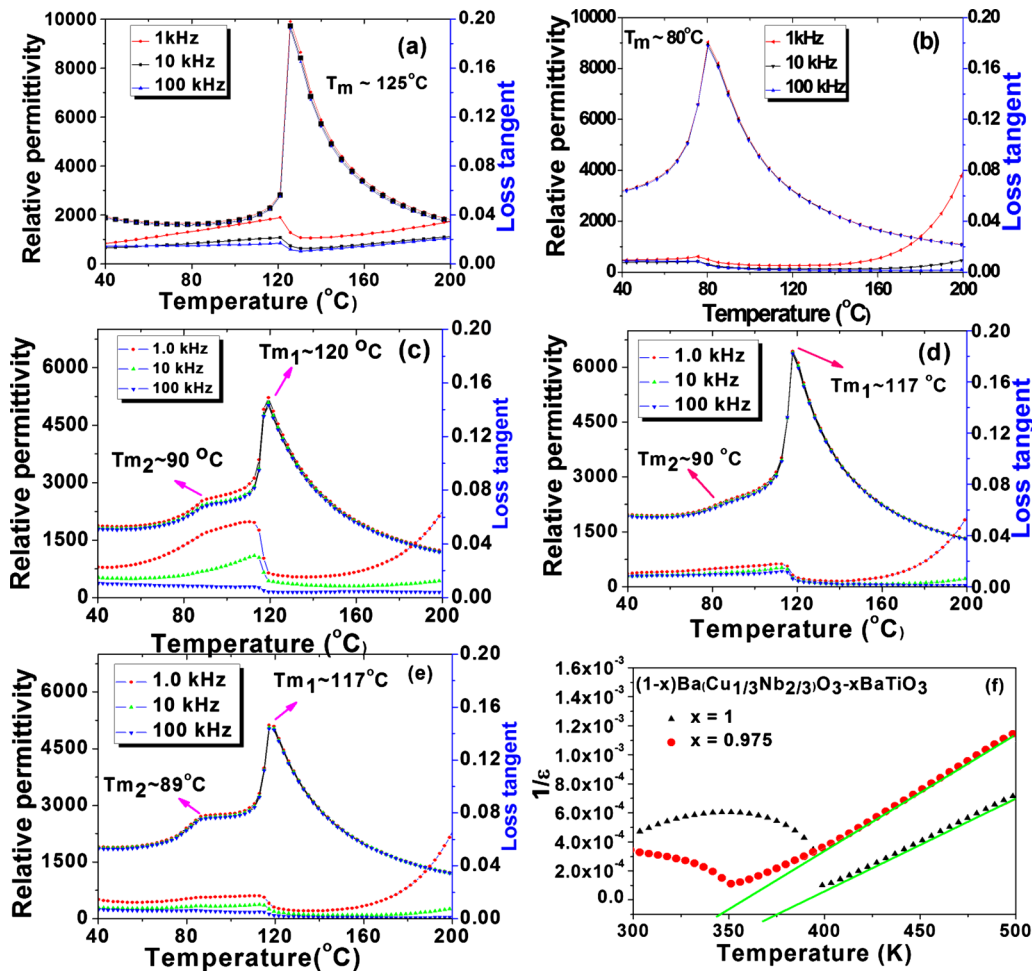 (a)
1kHz
10 kHz
100 kHz
Tm ~ 125°C
Relative permittivity
Loss tangent
Temperature (°C)
10000
8000
6000
4000
2000
0
0.20
0.16
0.12
0.08
0.04
0.00
40 80 120 160 200
(b)
Tm ~ 80°C
1kHz
10 kHz
100 kHz
Relative permittivity
Loss tangent
Temperature (°C)
10000
9000
8000
7000
6000
5000
4000
3000
2000
1000
0
0.20
0.16
0.12
0.08
0.04
0.00
40 80 120 160 200
(c)
1.0 kHz
10 kHz
100 kHz
Tm1~120 °C
Tm2~90 °C
Relative permittivity
Loss tangent
Temperature (°C)
6000
4500
3000
1500
0
0.20
0.16
0.12
0.08
0.04
0.00
40 80 120 160 200
(d)
1.0 kHz
10 kHz
100 kHz
Tm1~117 °C
Tm2~90 °C
Relative permittivity
Loss tangent
Temperature (°C)
6000
4500
3000
1500
0
0.20
0.16
0.12
0.08
0.04
0.00
40 80 120 160 200
(e)
1.0 kHz
10 kHz
100 kHz
Tm1~117°C
Tm2~89°C
Relative permittivity
Loss tangent
Temperature(°C)
6000
4500
3000
1500
0
0.20
0.16
0.12
0.08
0.04
0.00
40 80 120 160 200
(f)
(1-x)Ba(Cu1/3Nb2/3)O3-xBaTiO3
x = 1
x = 0.975
1/ε
Temperature (K)
1.6x10-3
1.4x10-3
1.2x10-3
1.0x10-3
8.0x10-4
6.0x10-4
4.0x10-4
2.0x10-4
0.0
300 350 400 450 500